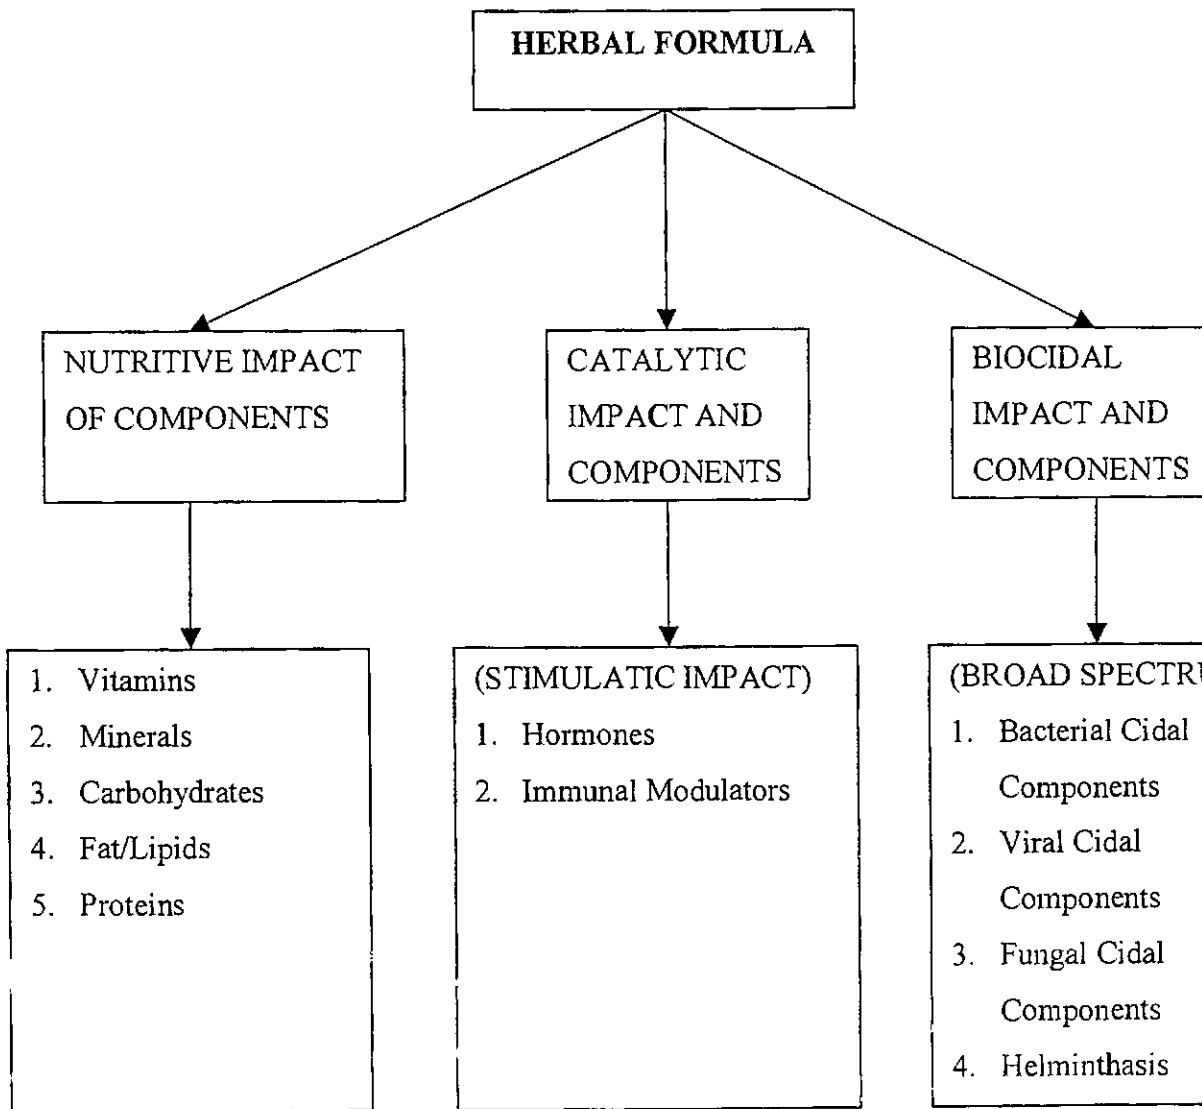 HERBAL FORMULA
NUTRITIVE IMPACT
OF COMPONENTS
CATALYTIC
IMPACT AND
COMPONENTS
BIOCIDAL
IMPACT AND
COMPONENTS
1. Vitamins
2. Minerals
3. Carbohydrates
4. Fat/Lipids
5. Proteins
(STIMULATIC IMPACT)
1. Hormones
2. Immunal Modulators
(BROAD SPECTRU
1. Bacterial Cidal
Components
2. Viral Cidal
Components
3. Fungal Cidal
Components
4. Helminthasis